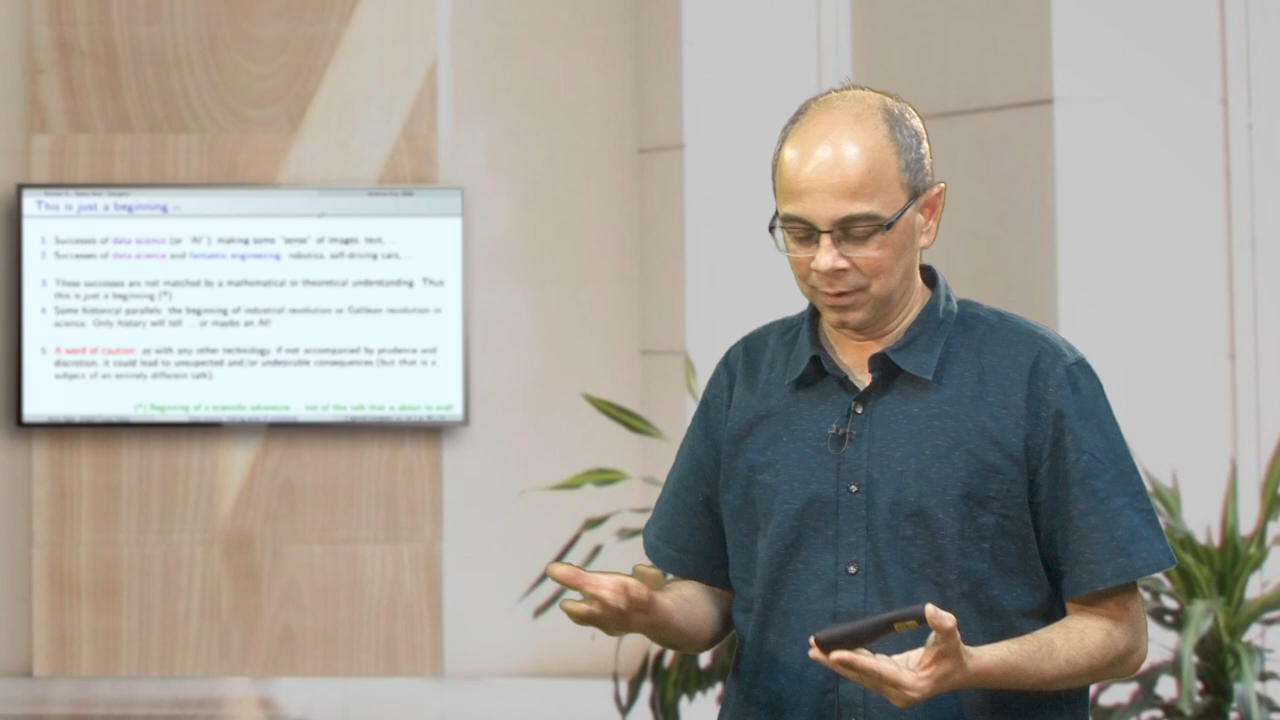 This is just a beginning ...
1. Successes of data science (or 'AI'): making some 'sense' of images, text, ...
2. Successes of data science and fantastic engineering: robotics, self-driving cars, ...
3. These successes are not matched by a mathematical or theoretical understanding. Thus
this is just a beginning (*)
4. Some historical parallels: the beginning of industrial revolution or Galilean revolution in
science. Only history will tell ... or maybe an AI!
5. A word of caution: as with any other technology, if not accompanied by prudence and
discretion, it could lead to unexpected and/or undesirable consequences (but that is a
subject of an entirely different talk).
(*) Beginning of a scientific adventure ... not of this talk that is about to end!